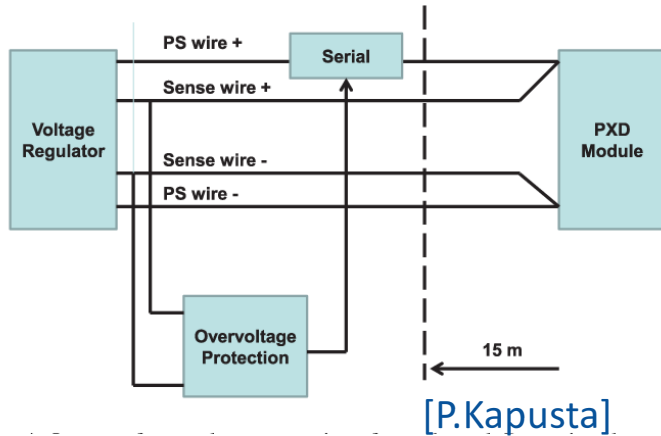 PS wire +
Serial
Sense wire +
Voltage
Regulator
PXD
Module
Sense wire -
PS wire -
Overvoltage
Protection
15 m
[P.Kapusta]